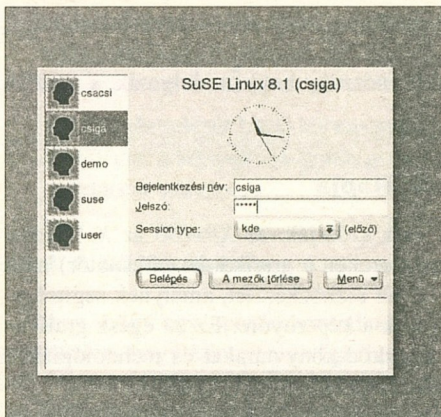 SuSE Linux 8.1 (csiga)
csacsi
csiga
demo
suse
user
Bejelentkezési név: csiga
Jelszó: *****
Session type: kde (előző)
Belépés A mezők törlése Menü